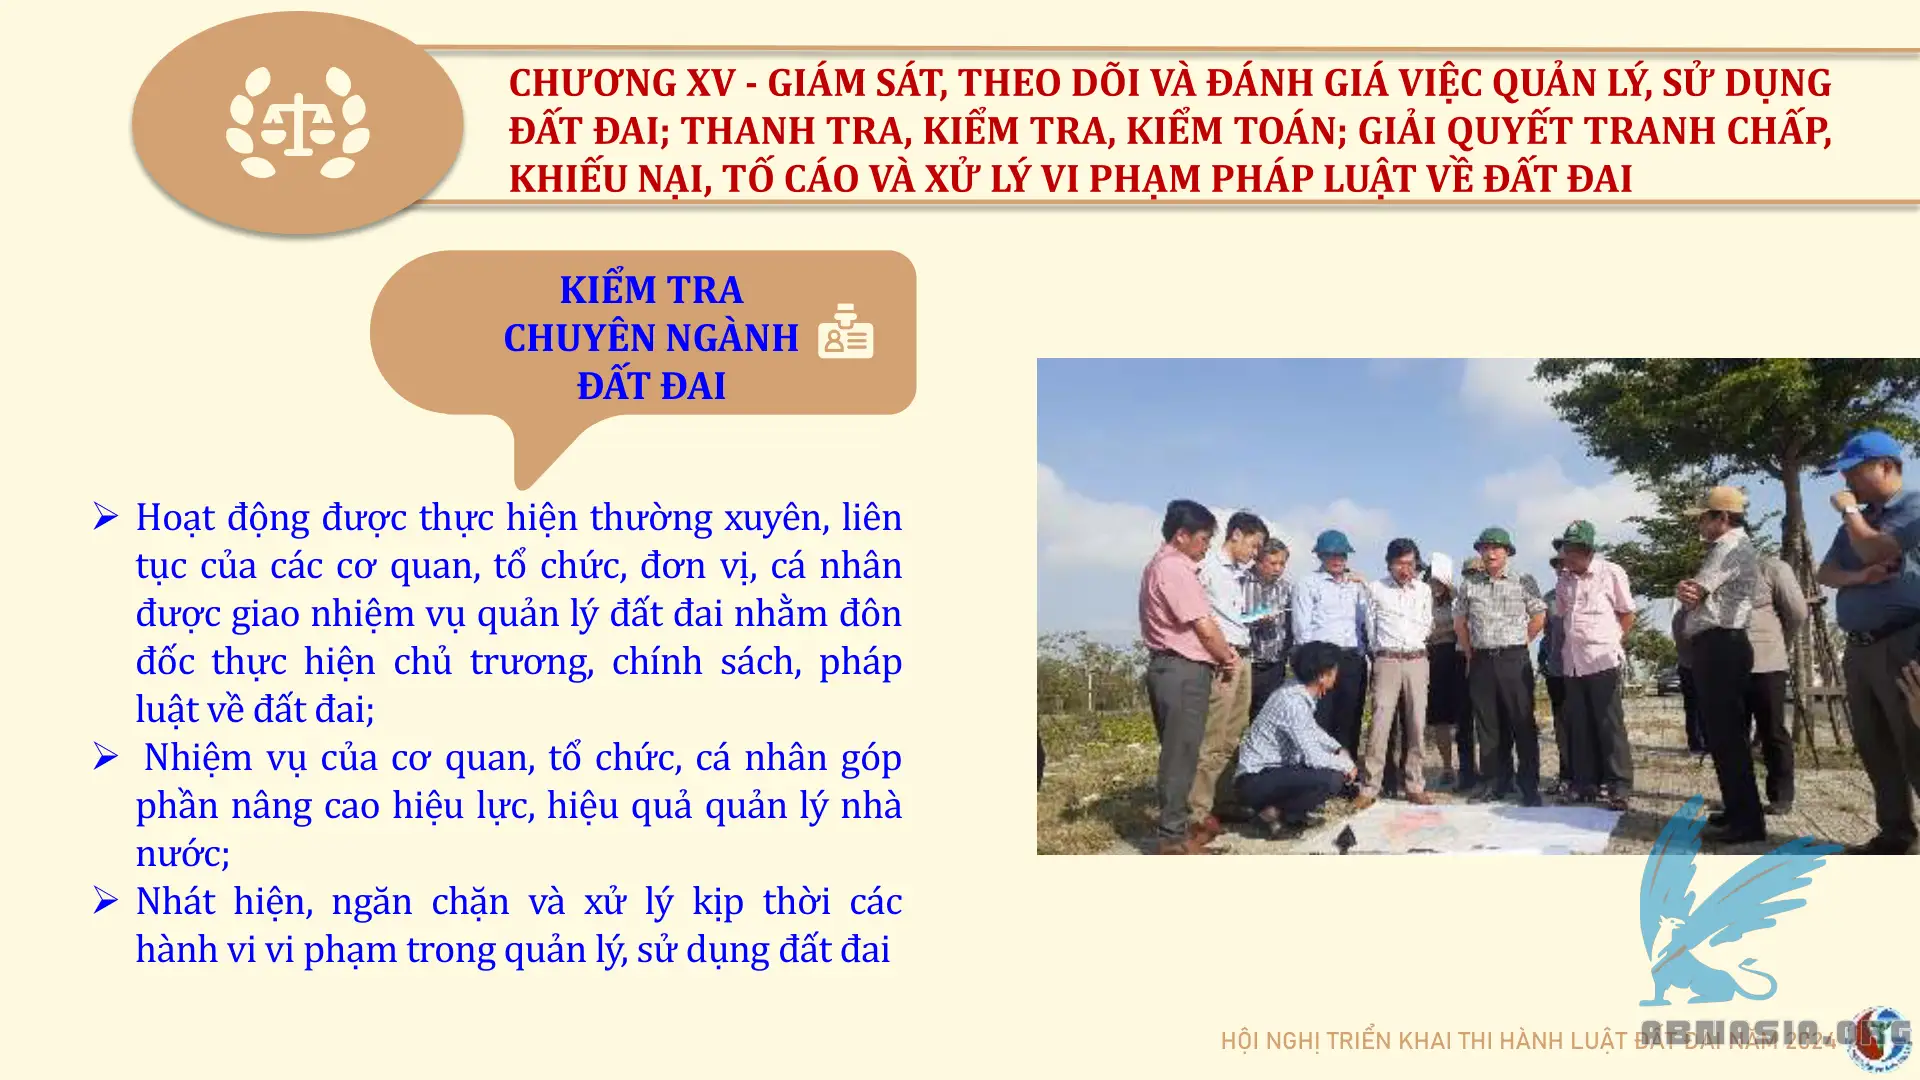 CHƯƠNG XV - GIÁM SÁT, THEO DÕI VÀ ĐÁNH GIÁ VIỆC QUẢN LÝ, SỬ DỤNG
ĐẤT ĐAI; THANH TRA, KIỂM TRA, KIỂM TOÁN; GIẢI QUYẾT TRANH CHẤP,
KHIẾU NẠI, TỐ CÁO VÀ XỬ LÝ VI PHẠM PHÁP LUẬT VỀ ĐẤT ĐAI
KIỂM TRA
CHUYÊN NGÀNH
ĐẤT ĐAI
➢ Hoạt động được thực hiện thường xuyên, liên
tục của các cơ quan, tổ chức, đơn vị, cá nhân
được giao nhiệm vụ quản lý đất đai nhằm đôn
đốc thực hiện chủ trương, chính sách, pháp
luật về đất đai;
➢ Nhiệm vụ của cơ quan, tổ chức, cá nhân góp
phần nâng cao hiệu lực, hiệu quả quản lý nhà
nước;
➢ Nhát hiện, ngăn chặn và xử lý kịp thời các
hành vi vi phạm trong quản lý, sử dụng đất đai
HỘI NGHỊ TRIỂN KHAI THI HÀNH LUẬT ĐẤT ĐAI NĂM 2024
ABMASIA.ORG